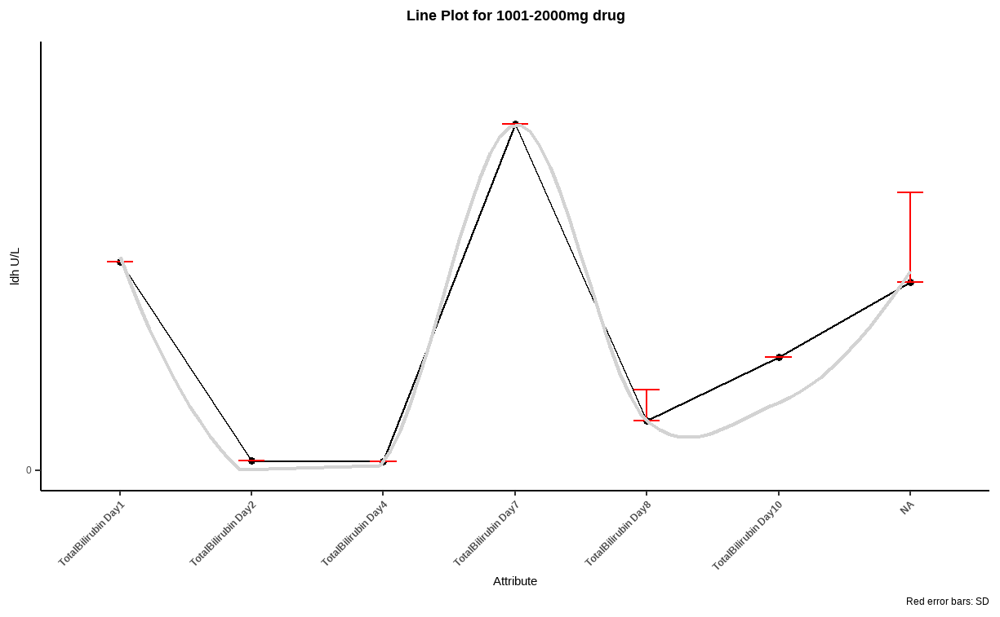 Line Plot for 1001-2000mg drug
ldh U/L
0
TotalBilirubin Day1
TotalBilirubin Day2
TotalBilirubin Day4
TotalBilirubin Day7
TotalBilirubin Day8
TotalBilirubin Day10
NA
Attribute
Red error bars: SD